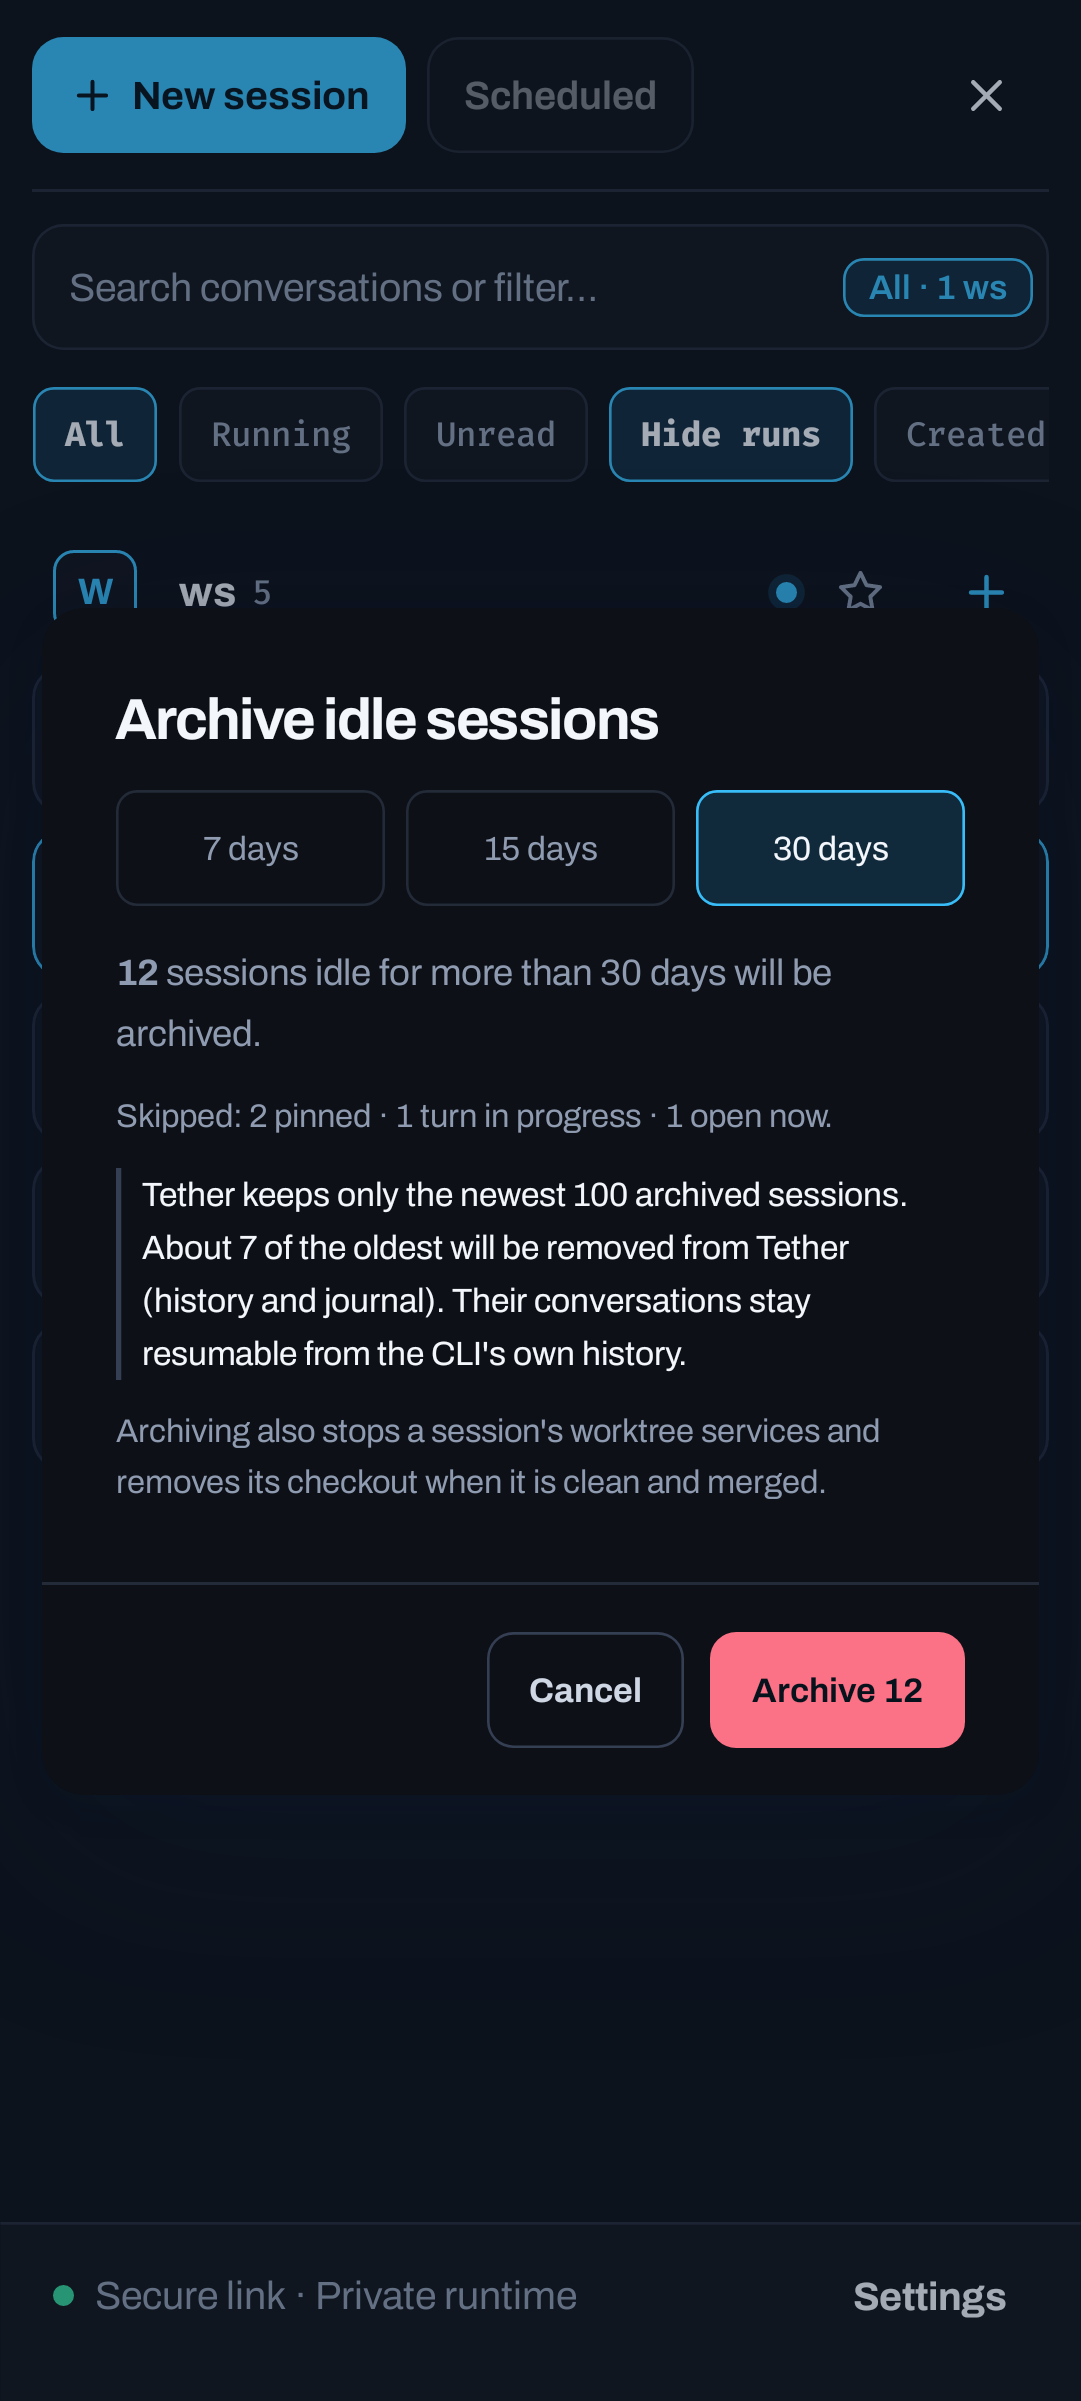 New session
Scheduled
Search conversations or filter...
All · 1 ws
All
Running
Unread
Hide runs
Created
W
ws 5
Archive idle sessions
7 days
15 days
30 days
12 sessions idle for more than 30 days will be
archived.
Skipped: 2 pinned · 1 turn in progress · 1 open now.
Tether keeps only the newest 100 archived sessions.
About 7 of the oldest will be removed from Tether
(history and journal). Their conversations stay
resumable from the CLI's own history.
Archiving also stops a session's worktree services and
removes its checkout when it is clean and merged.
Cancel
Archive 12
Secure link · Private runtime
Settings